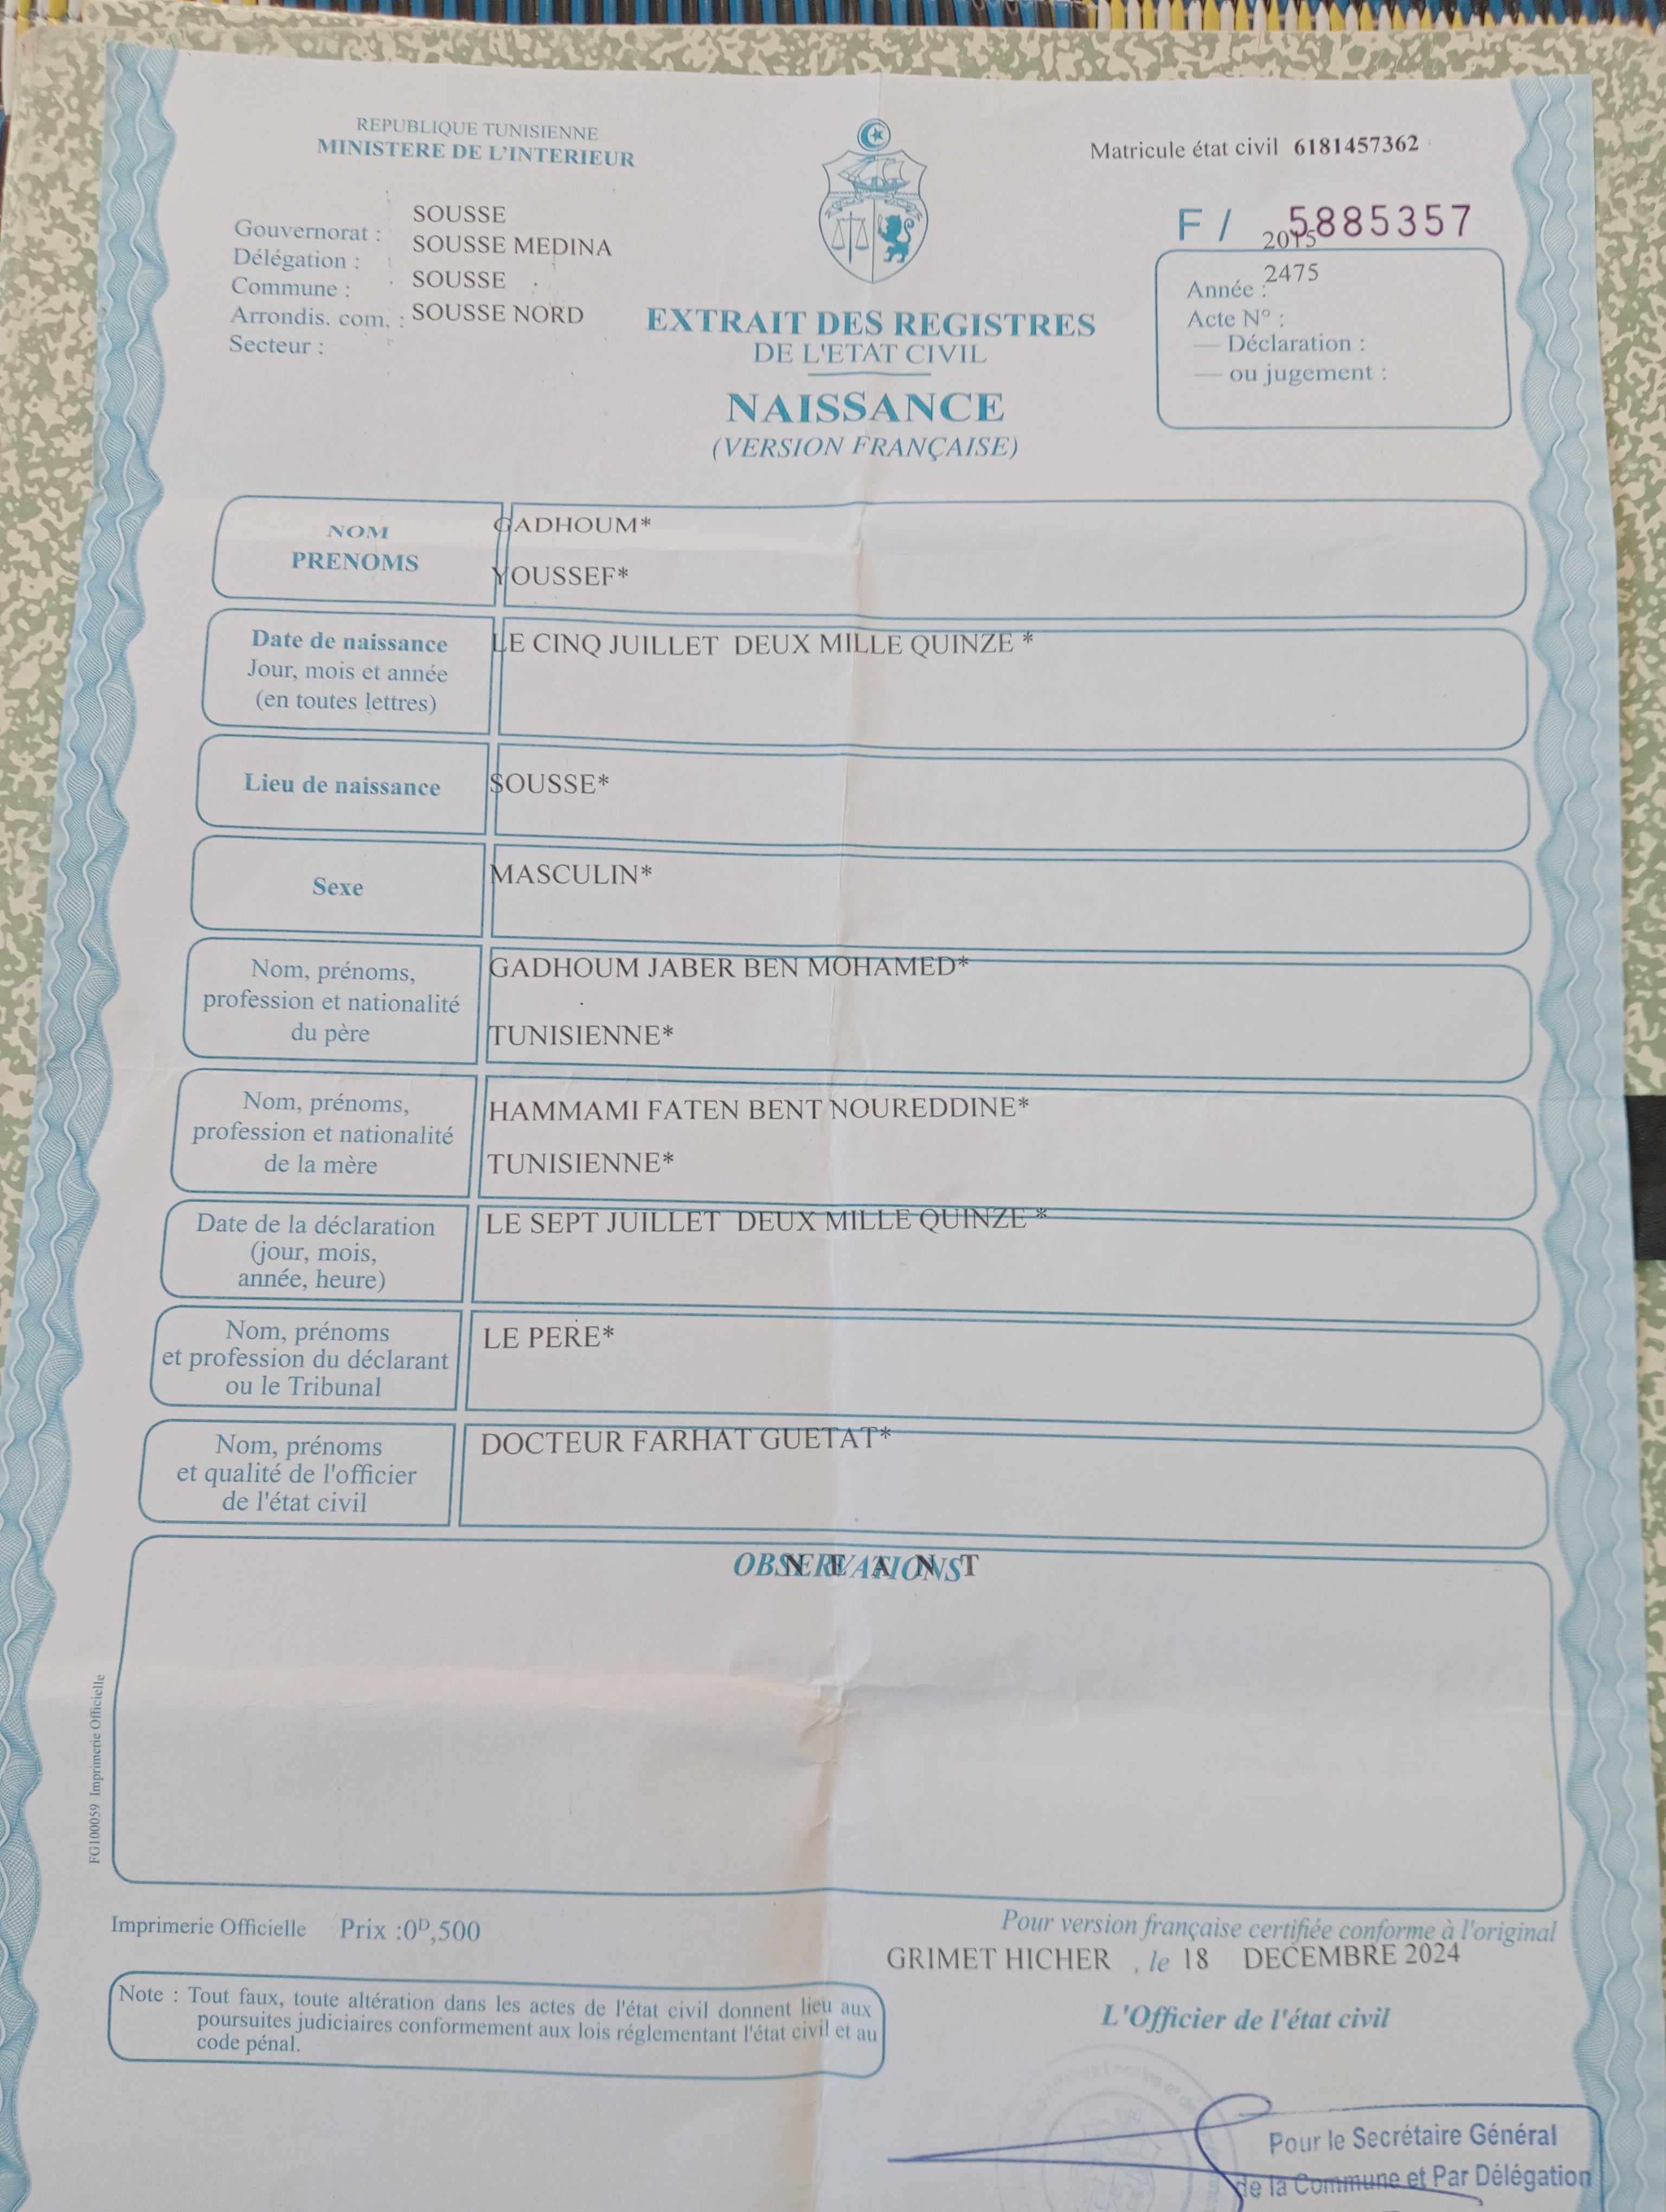 REPUBLIQUE TUNISIENNE
MINISTERE DE L'INTERIEUR
Matricule état civil 6181457362
Gouvernorat : SOUSSE
Délégation : SOUSSE MEDINA
Commune : SOUSSE
Arrondis. com. : SOUSSE NORD
Secteur :
F / 5885357
2015
Année : 2475
Acte N° :
— Déclaration :
— ou jugement :
EXTRAIT DES REGISTRES
DE L'ETAT CIVIL
NAISSANCE
(VERSION FRANÇAISE)
NOM GADHOUM*
PRENOMS YOUSSEF*
Date de naissance LE CINQ JUILLET DEUX MILLE QUINZE *
Jour, mois et année
(en toutes lettres)
Lieu de naissance SOUSSE*
Sexe MASCULIN*
Nom, prénoms, GADHOUM JABER BEN MOHAMED*
profession et nationalité
du père TUNISIENNE*
Nom, prénoms, HAMMAMI FATEN BENT NOUREDDINE*
profession et nationalité
de la mère TUNISIENNE*
Date de la déclaration LE SEPT JUILLET DEUX MILLE QUINZE *
(jour, mois,
année, heure)
Nom, prénoms LE PERE*
et profession du déclarant
ou le Tribunal
Nom, prénoms DOCTEUR FARHAT GUETAT*
et qualité de l'officier
de l'état civil
OBSERVATIONS
N E A N T
FG100059 Imprimerie Officielle
Imprimerie Officielle Prix :0ᴰ,500
Pour version française certifiée conforme à l'original
GRIMET HICHER , le 18 DECEMBRE 2024
Note : Tout faux, toute altération dans les actes de l'état civil donnent lieu aux
poursuites judiciaires conformement aux lois réglementant l'état civil et au
code pénal.
L'Officier de l'état civil
Pour le Secrétaire Général
de la Commune et Par Délégation